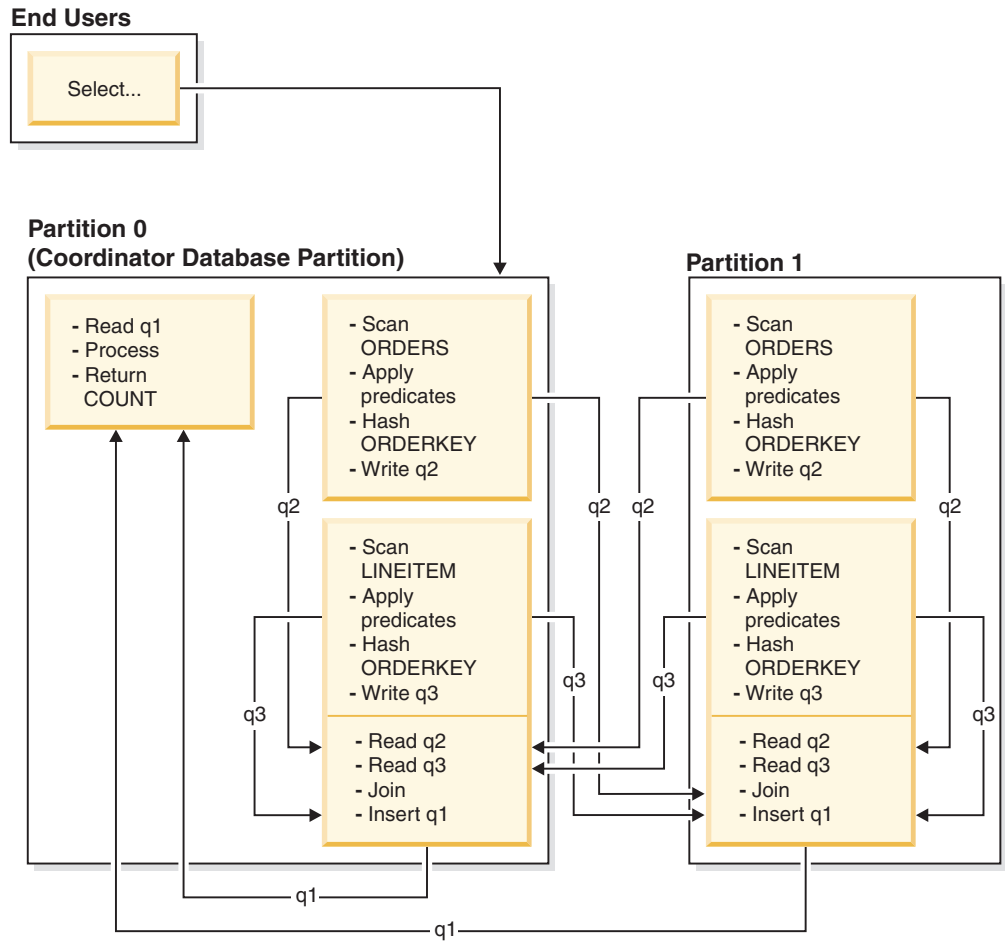 End Users
Select...
Partition 0
(Coordinator Database Partition)
- Read q1
- Process
- Return
COUNT
- Scan
ORDERS
- Apply
predicates
- Hash
ORDERKEY
- Write q2
- Scan
LINEITEM
- Apply
predicates
- Hash
ORDERKEY
- Write q3
- Read q2
- Read q3
- Join
- Insert q1
Partition 1
- Scan
ORDERS
- Apply
predicates
- Hash
ORDERKEY
- Write q2
- Scan
LINEITEM
- Apply
predicates
- Hash
ORDERKEY
- Write q3
- Read q2
- Read q3
- Join
- Insert q1
q2
q2
q2
q2
q3
q3
q3
q3
q1
q1